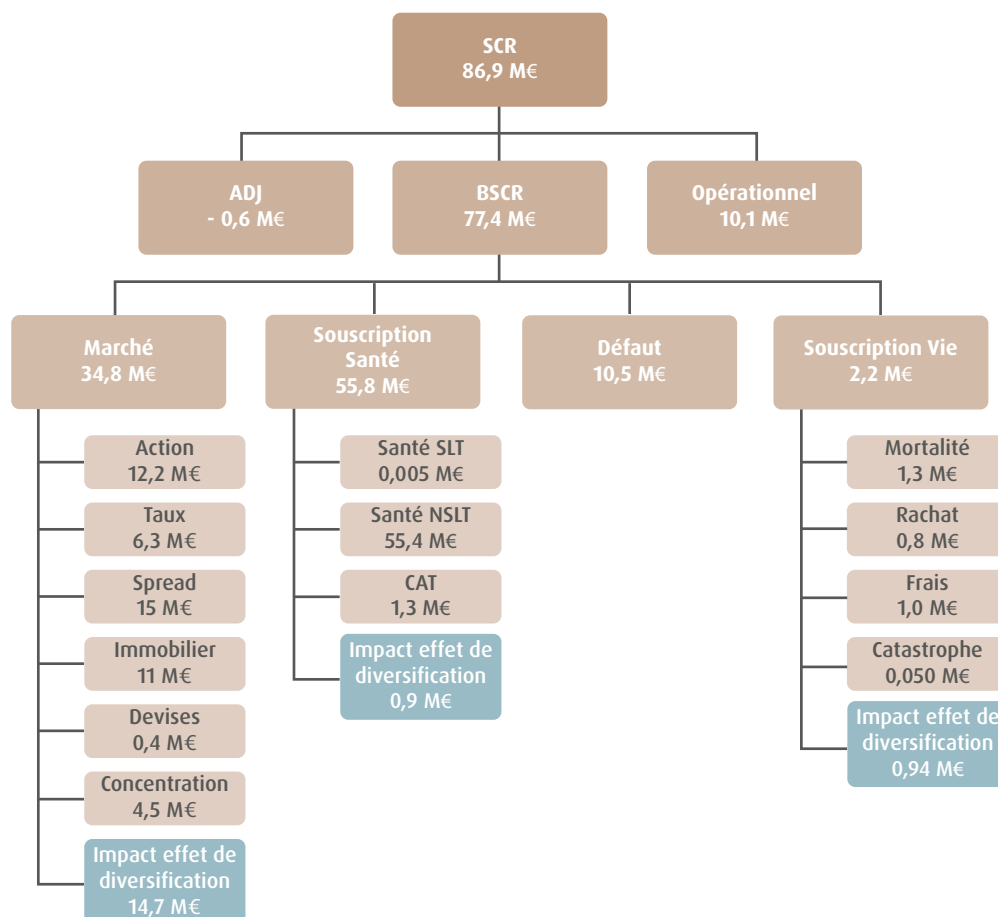 SCR
86,9 M€
ADJ
- 0,6 M€
BSCR
77,4 M€
Opérationnel
10,1 M€
Marché
34,8 M€
Souscription
Santé
55,8 M€
Défaut
10,5 M€
Souscription Vie
2,2 M€
Action
12,2 M€
Taux
6,3 M€
Spread
15 M€
Immobilier
11 M€
Devises
0,4 M€
Concentration
4,5 M€
Impact effet de
diversification
14,7 M€
Santé SLT
0,005 M€
Santé NSLT
55,4 M€
CAT
1,3 M€
Impact effet de
diversification
0,9 M€
Mortalité
1,3 M€
Rachat
0,8 M€
Frais
1,0 M€
Catastrophe
0,050 M€
Impact effet de
diversification
0,94 M€